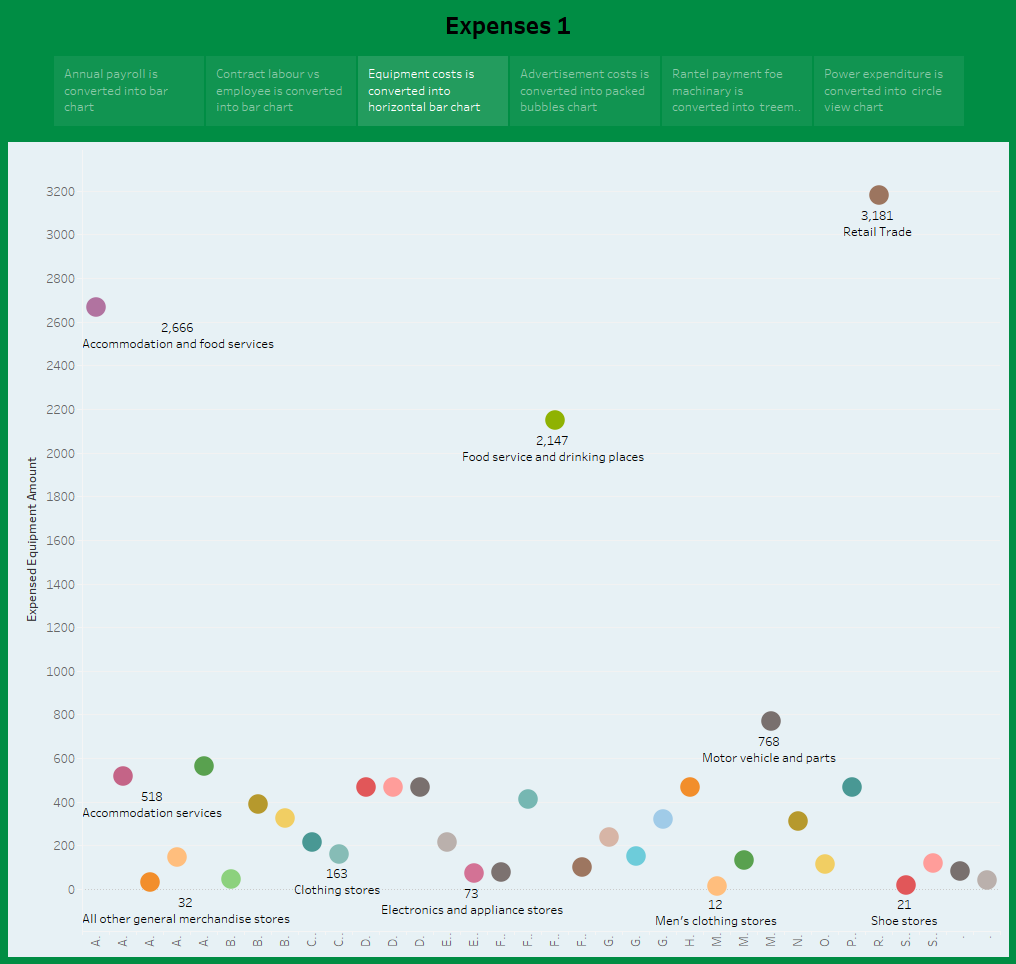 Expenses 1
Annual payroll is
converted into bar
chart
Contract labour vs
employee is converted
into bar chart
Equipment costs is
converted into
horizontal bar chart
Advertisement costs is
converted into packed
bubbles chart
Rantel payment foe
machinary is
converted into treem..
Power expenditure is
converted into circle
view chart
Expensed Equipment Amount
3200
3000
2800
2600
2400
2200
2000
1800
1600
1400
1200
1000
800
600
400
200
0
3,181
Retail Trade
2,666
Accommodation and food services
2,147
Food service and drinking places
768
Motor vehicle and parts
518
Accommodation services
163
Clothing stores
73
Electronics and appliance stores
32
All other general merchandise stores
12
Men's clothing stores
21
Shoe stores
A.
A.
A.
A.
A.
B.
B.
B.
C..
C..
D.
D.
D.
E..
E..
F..
F..
F..
F..
G.
G.
G.
H.
M.
M.
M.
N.
O.
P..
R.
S..
S..
.
.